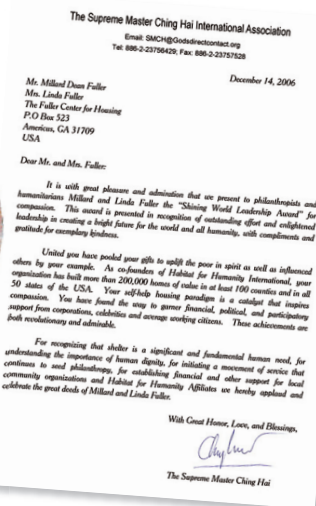 The Supreme Master Ching Hai International Association
Email: SMCH@Godsdirectcontact.org
Tel: 886-2-23756429; Fax: 886-2-23757528
December 14, 2006
Mr. Millard Dean Fuller
Mrs. Linda Fuller
The Fuller Center for Housing
P.O Box 523
Americus, GA 31709
USA
Dear Mr. and Mrs. Fuller:
It is with great pleasure and admiration that we present to philanthropists and
humanitarians Millard and Linda Fuller the “Shining World Leadership Award” for
compassion. This award is presented in recognition of outstanding effort and enlightened
leadership in creating a bright future for the world and all humanity, with compliments and
gratitude for exemplary kindness.
United you have pooled your gifts to uplift the poor in spirit as well as influenced
others by your example. As co-founders of Habitat for Humanity International, your
organization has built more than 200,000 homes of value in at least 100 counties and in all
50 states of the USA. Your self-help housing paradigm is a catalyst that inspires
compassion. You have found the way to garner financial, political, and participatory
support from corporations, celebrities and average working citizens. These achievements are
both revolutionary and admirable.
For recognizing that shelter is a significant and fundamental human need, for
understanding the importance of human dignity, for initiating a movement of service that
continues to seed philanthropy, for establishing financial and other support for local
community organizations and Habitat for Humanity Affiliates we hereby applaud and
celebrate the great deeds of Millard and Linda Fuller.
With Great Honor, Love, and Blessings,
The Supreme Master Ching Hai